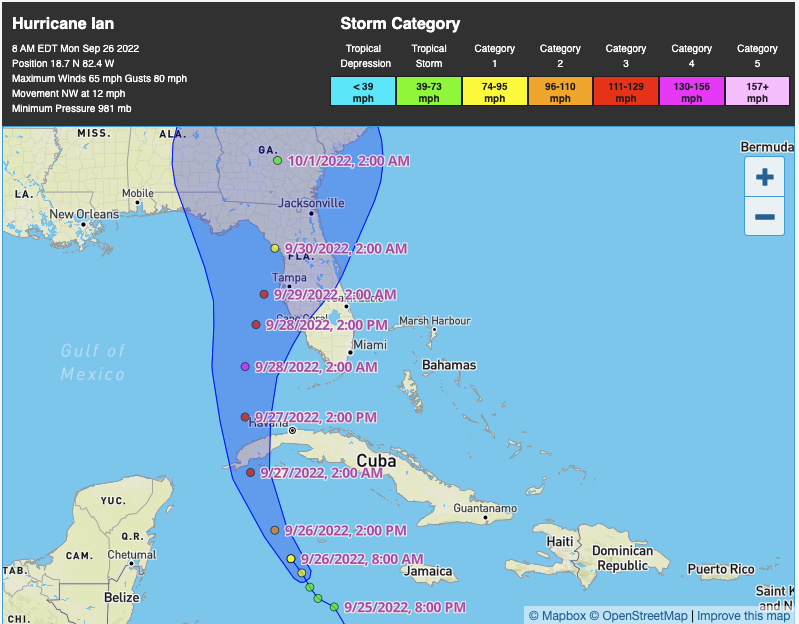 Hurricane Ian
8 AM EDT Mon Sep 26 2022
Position 18.7 N 82.4 W
Maximum Winds 65 mph Gusts 80 mph
Movement NW at 12 mph
Minimum Pressure 981 mb
Storm Category
Tropical Depression
Tropical Storm
Category 1
Category 2
Category 3
Category 4
Category 5
< 39 mph
39-73 mph
74-95 mph
96-110 mph
111-129 mph
130-156 mph
157+ mph
MISS.
ALA.
GA.
Bermuda
10/1/2022, 2:00 AM
+
−
LA.
Mobile
Jacksonville
New Orleans
9/30/2022, 2:00 AM
FLA.
Tampa
9/29/2022, 2:00 AM
Cape Coral
9/28/2022, 2:00 PM
Marsh Harbour
Gulf of
Mexico
Miami
9/28/2022, 2:00 AM
Bahamas
9/27/2022, 2:00 PM
Havana
Cuba
9/27/2022, 2:00 AM
YUC.
Guantanamo
9/26/2022, 2:00 PM
Q.R.
CAM.
Chetumal
Haiti
Dominican
Republic
9/26/2022, 8:00 AM
TAB.
Jamaica
Puerto Rico
Belize
Saint K
and N
9/25/2022, 8:00 PM
CHI.
© Mapbox © OpenStreetMap | Improve this map